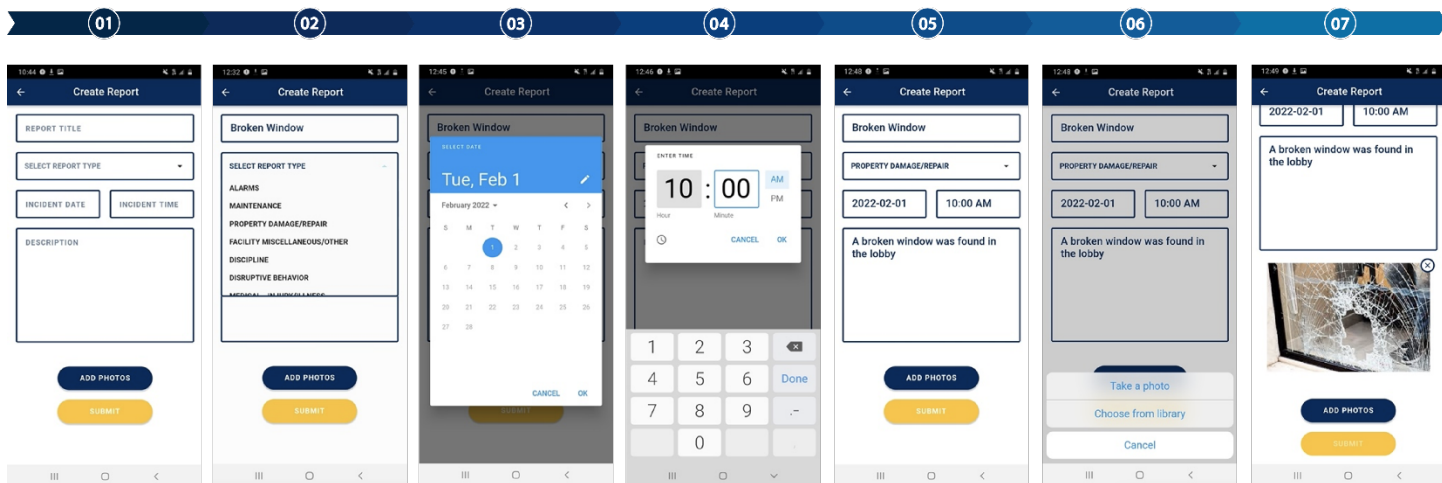 01
02
03
04
05
06
07
10:44
Create Report
REPORT TITLE
SELECT REPORT TYPE
INCIDENT DATE INCIDENT TIME
DESCRIPTION
ADD PHOTOS
SUBMIT
12:32
Create Report
Broken Window
SELECT REPORT TYPE
ALARMS
MAINTENANCE
PROPERTY DAMAGE/REPAIR
FACILITY MISCELLANEOUS/OTHER
DISCIPLINE
DISRUPTIVE BEHAVIOR
ADD PHOTOS
SUBMIT
12:45
Create Report
Broken Window
SELECT DATE
Tue, Feb 1
February 2022
S M T W T F S
1 2 3 4 5
6 7 8 9 10 11 12
13 14 15 16 17 18 19
20 21 22 23 24 25 26
27 28
CANCEL OK
SUBMIT
12:46
Create Report
Broken Window
ENTER TIME
10 : 00 AM
PM
Hour Minute
CANCEL OK
1 2 3
4 5 6 Done
7 8 9 .-
0 .
12:48
Create Report
Broken Window
PROPERTY DAMAGE/REPAIR
2022-02-01 10:00 AM
A broken window was found in
the lobby
ADD PHOTOS
SUBMIT
12:48
Create Report
Broken Window
PROPERTY DAMAGE/REPAIR
2022-02-01 10:00 AM
A broken window was found in
the lobby
Take a photo
Choose from library
Cancel
12:49
Create Report
2022-02-01 10:00 AM
A broken window was found in
the lobby
ADD PHOTOS
SUBMIT